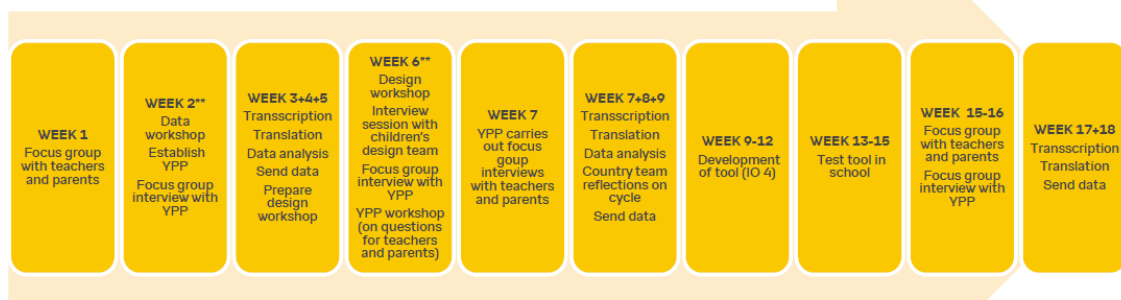 WEEK 1
Focus group
with teachers
and parents
WEEK 2**
Data
workshop
Establish
YPP
Focus group
interview with
YPP
WEEK 3+4+5
Transscription
Translation
Data analysis
Send data
Prepare
design
workshop
WEEK 6**
Design
workshop
Interview
session with
children's
design team
Focus group
interview with
YPP
YPP workshop
(on questions
for teachers
and parents)
WEEK 7
YPP carries
out focus
goup
interviews
with teachers
and parents
WEEK 7+8+9
Transscription
Translation
Data analysis
Country team
reflections on
cycle
Send data
WEEK 9-12
Development
of tool (IO 4)
WEEK 13-15
Test tool in
school
WEEK 15-16
Focus group
with teachers
and parents
Focus group
interview with
YPP
WEEK 17+18
Transscription
Translation
Send data